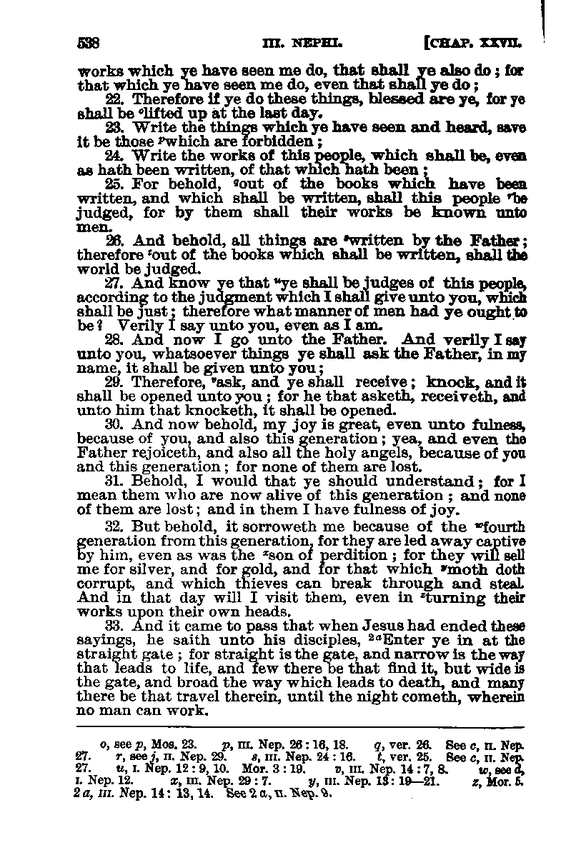 538 III. NEPHI. [CHAP. XXVII.
works which ye have seen me do, that shall ye also do; for
that which ye have seen me do, even that shall ye do;
22. Therefore if ye do these things, blessed are ye, for ye
shall be °lifted up at the last day.
23. Write the things which ye have seen and heard, save
it be those ᵖwhich are forbidden;
24. Write the works of this people, which shall be, even
as hath been written, of that which hath been;
25. For behold, qout of the books which have been
written, and which shall be written, shall this people ʳbe
judged, for by them shall their works be known unto
men.
26. And behold, all things are ˢwritten by the Father;
therefore ᵗout of the books which shall be written, shall the
world be judged.
27. And know ye that ᵘye shall be judges of this people,
according to the judgment which I shall give unto you, which
shall be just; therefore what manner of men had ye ought to
be? Verily I say unto you, even as I am.
28. And now I go unto the Father. And verily I say
unto you, whatsoever things ye shall ask the Father, in my
name, it shall be given unto you;
29. Therefore, ᵛask, and ye shall receive; knock, and it
shall be opened unto you; for he that asketh, receiveth, and
unto him that knocketh, it shall be opened.
30. And now behold, my joy is great, even unto fulness,
because of you, and also this generation; yea, and even the
Father rejoiceth, and also all the holy angels, because of you
and this generation; for none of them are lost.
31. Behold, I would that ye should understand; for I
mean them who are now alive of this generation; and none
of them are lost; and in them I have fulness of joy.
32. But behold, it sorroweth me because of the ʷfourth
generation from this generation, for they are led away captive
by him, even as was the ˣson of perdition; for they will sell
me for silver, and for gold, and for that which ʸmoth doth
corrupt, and which thieves can break through and steal.
And in that day will I visit them, even in ᶻturning their
works upon their own heads.
33. And it came to pass that when Jesus had ended these
sayings, he saith unto his disciples, ²ᵃEnter ye in at the
straight gate; for straight is the gate, and narrow is the way
that leads to life, and few there be that find it, but wide is
the gate, and broad the way which leads to death, and many
there be that travel therein, until the night cometh, wherein
no man can work.
o, see p, Mos. 23. p, III. Nep. 26:16, 18. q, ver. 26. See c, II. Nep.
27. r, see j, II. Nep. 29. s, III. Nep. 24:16. t, ver. 25. See c, II. Nep.
27. u, I. Nep. 12:9, 10. Mor. 3:19. v, III. Nep. 14:7, 8. w, see d,
I. Nep. 12. x, III. Nep. 29:7. y, III. Nep. 13:19—21. z, Mor. 5.
2 a, III. Nep. 14:13, 14. See 2 a, II. Nep. 9.